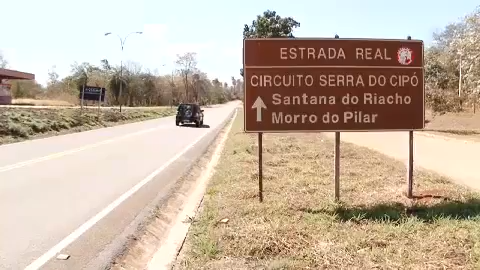 ESTRADA REAL
CIRCUITO SERRA DO CIPÓ
Santana do Riacho
Morro do Pilar